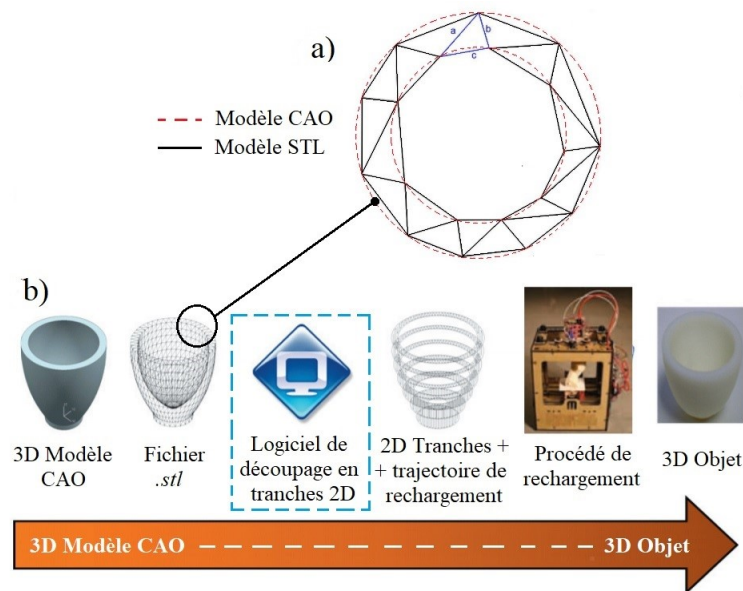 a)
a
b
c
Modèle CAO
Modèle STL
b)
3D Modèle
CAO
Fichier
.stl
Logiciel de
découpage en
tranches 2D
2D Tranches +
+ trajectoire de
rechargement
Procédé de
rechargement
3D Objet
3D Modèle CAO
3D Objet